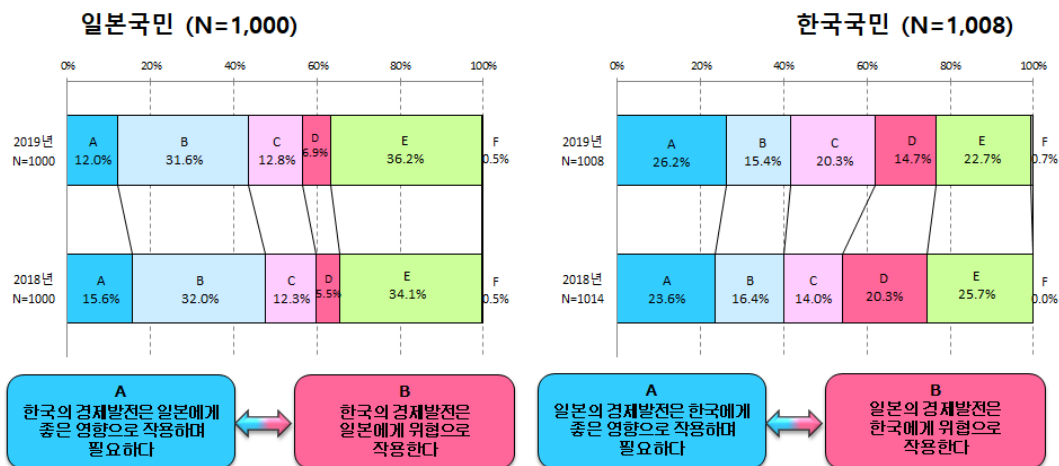 일본국민 (N=1,000)
한국국민 (N=1,008)
0% 20% 40% 60% 80% 100%
0% 20% 40% 60% 80% 100%
2019년
N=1000
A B C D E F
12.0% 31.6% 12.8% 6.9% 36.2% 0.5%
2018년
N=1000
A B C D E F
15.6% 32.0% 12.3% 5.5% 34.1% 0.5%
2019년
N=1008
A B C D E F
26.2% 15.4% 20.3% 14.7% 22.7% 0.7%
2018년
N=1014
A B C D E F
23.6% 16.4% 14.0% 20.3% 25.7% 0.0%
A
한국의 경제발전은 일본에게
좋은 영향으로 작용하며
필요하다
B
한국의 경제발전은
일본에게 위협으로
작용한다
A
일본의 경제발전은 한국에게
좋은 영향으로 작용하며
필요하다
B
일본의 경제발전은
한국에게 위협으로
작용한다